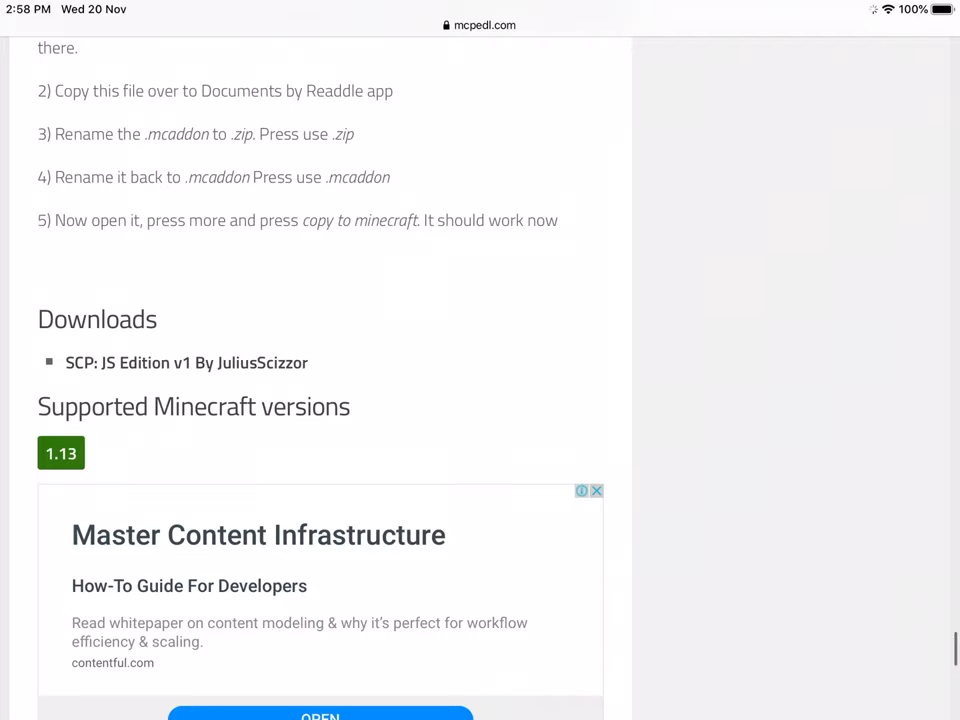 2:58 PM Wed 20 Nov
100%
mcpedl.com
there.
2) Copy this file over to Documents by Readdle app
3) Rename the .mcaddon to .zip. Press use .zip
4) Rename it back to .mcaddon Press use .mcaddon
5) Now open it, press more and press copy to minecraft. It should work now
Downloads
SCP: JS Edition v1 By JuliusScizzor
Supported Minecraft versions
1.13
Master Content Infrastructure
How-To Guide For Developers
Read whitepaper on content modeling & why it's perfect for workflow
efficiency & scaling.
contentful.com
OPEN